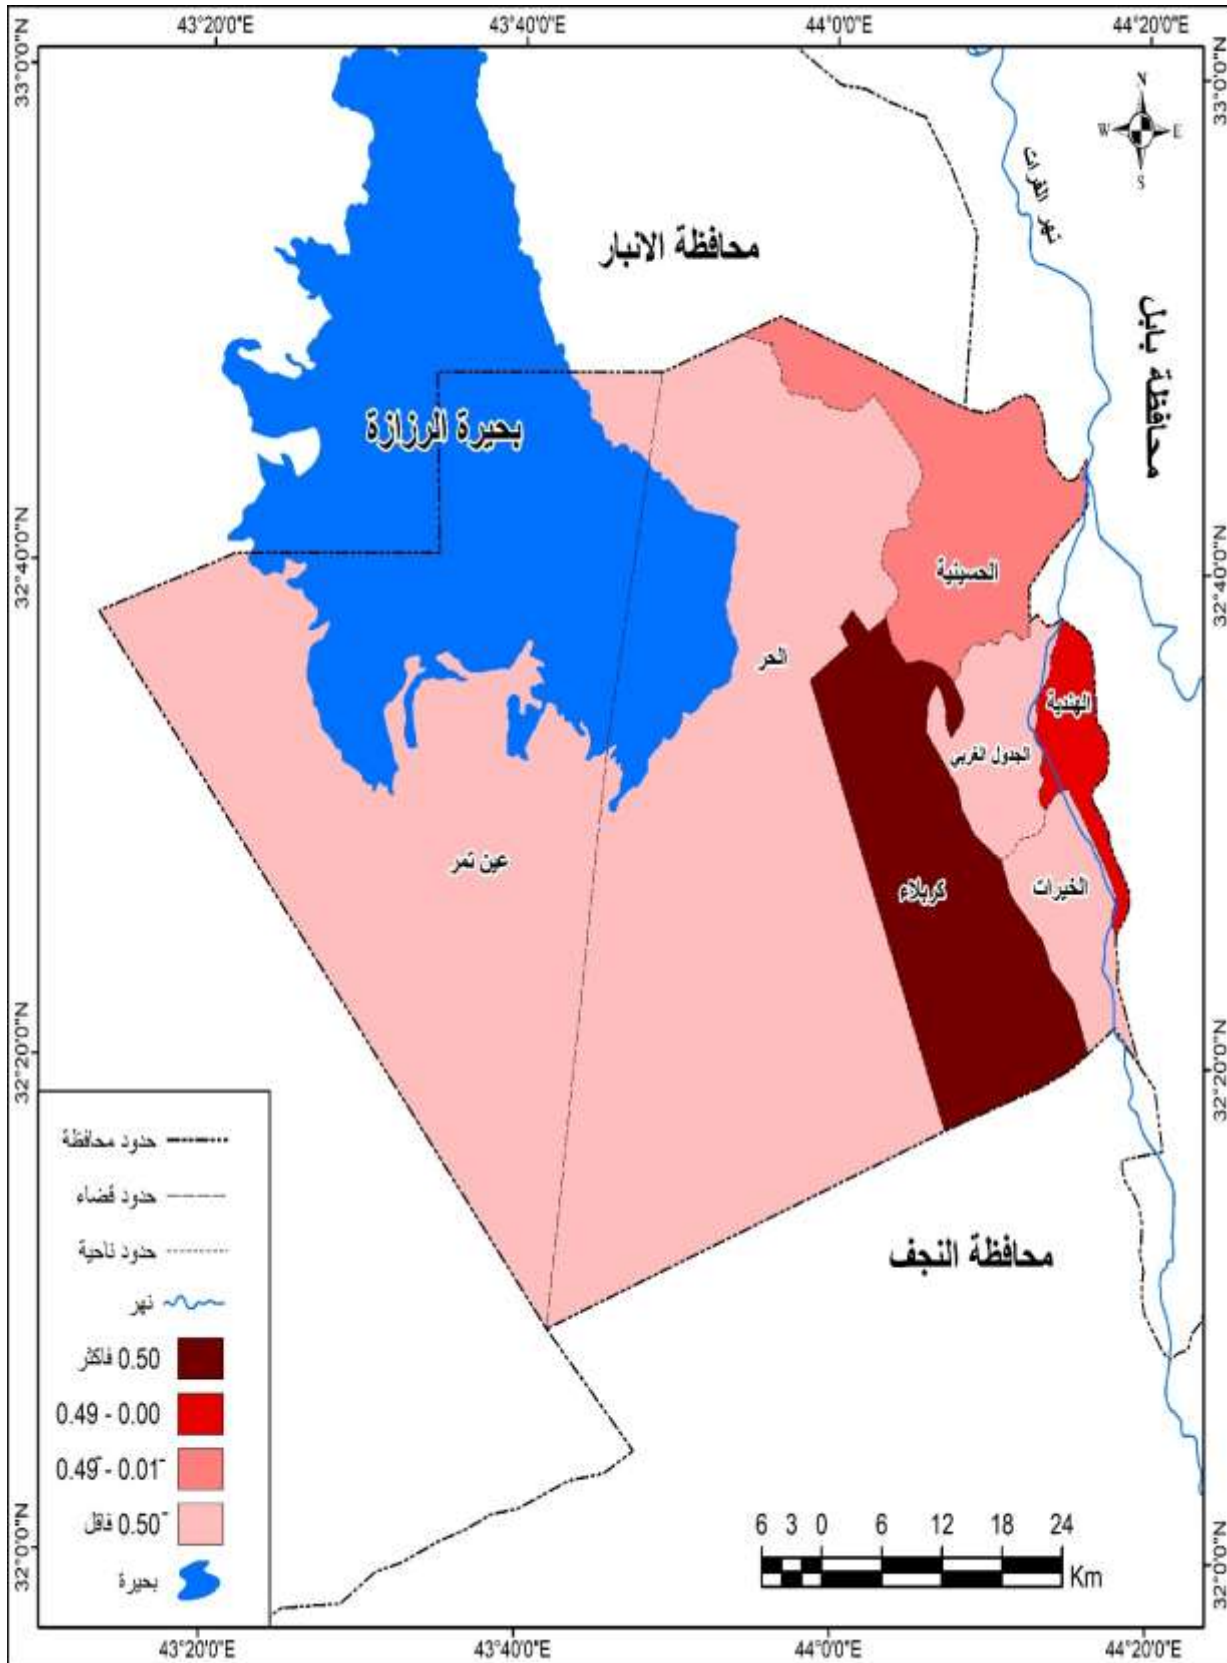 43°20'0"E
43°40'0"E
44°0'0"E
44°20'0"E
33°0'0"N
33°0'0"N
N
W
E
S
نهر الفرات
محافظة الانبار
محافظة بابل
بحيرة الرزازة
32°40'0"N
32°40'0"N
الحسينية
الحر
الهندية
الجدول الغربي
عين تمر
كربلاء
الخيرات
32°20'0"N
32°20'0"N
محافظة النجف
حدود محافظة
حدود قضاء
حدود ناحية
نهر
0.50 فاكثر
0.49 - 0.00
0.49- - 0.01-
0.50- فاقل
بحيرة
6 3 0 6 12 18 24
Km
32°0'0"N
32°0'0"N
43°20'0"E
43°40'0"E
44°0'0"E
44°20'0"E